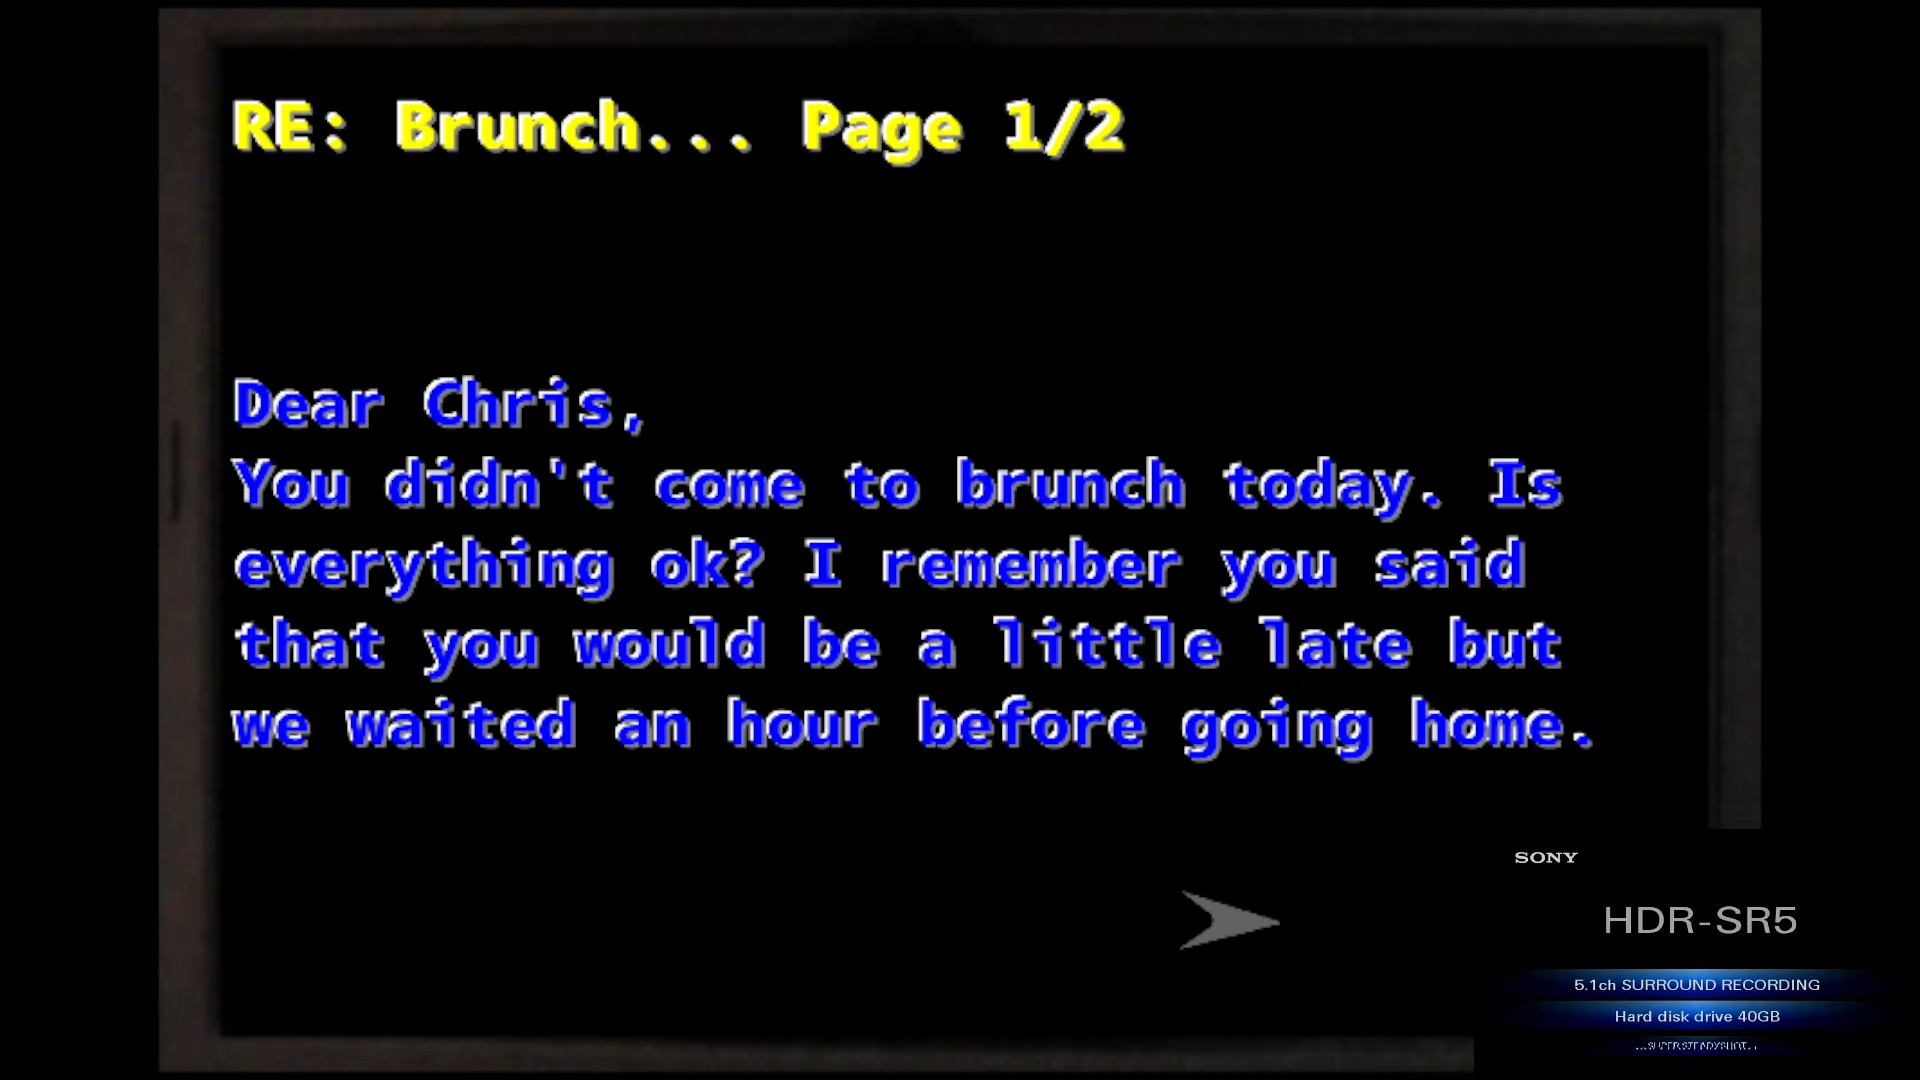 RE: Brunch... Page 1/2
Dear Chris,
You didn't come to brunch today. Is
everything ok? I remember you said
that you would be a little late but
we waited an hour before going home.
SONY
HDR-SR5
5.1ch SURROUND RECORDING
Hard disk drive 40GB
...SUPER STEADYSHOT...